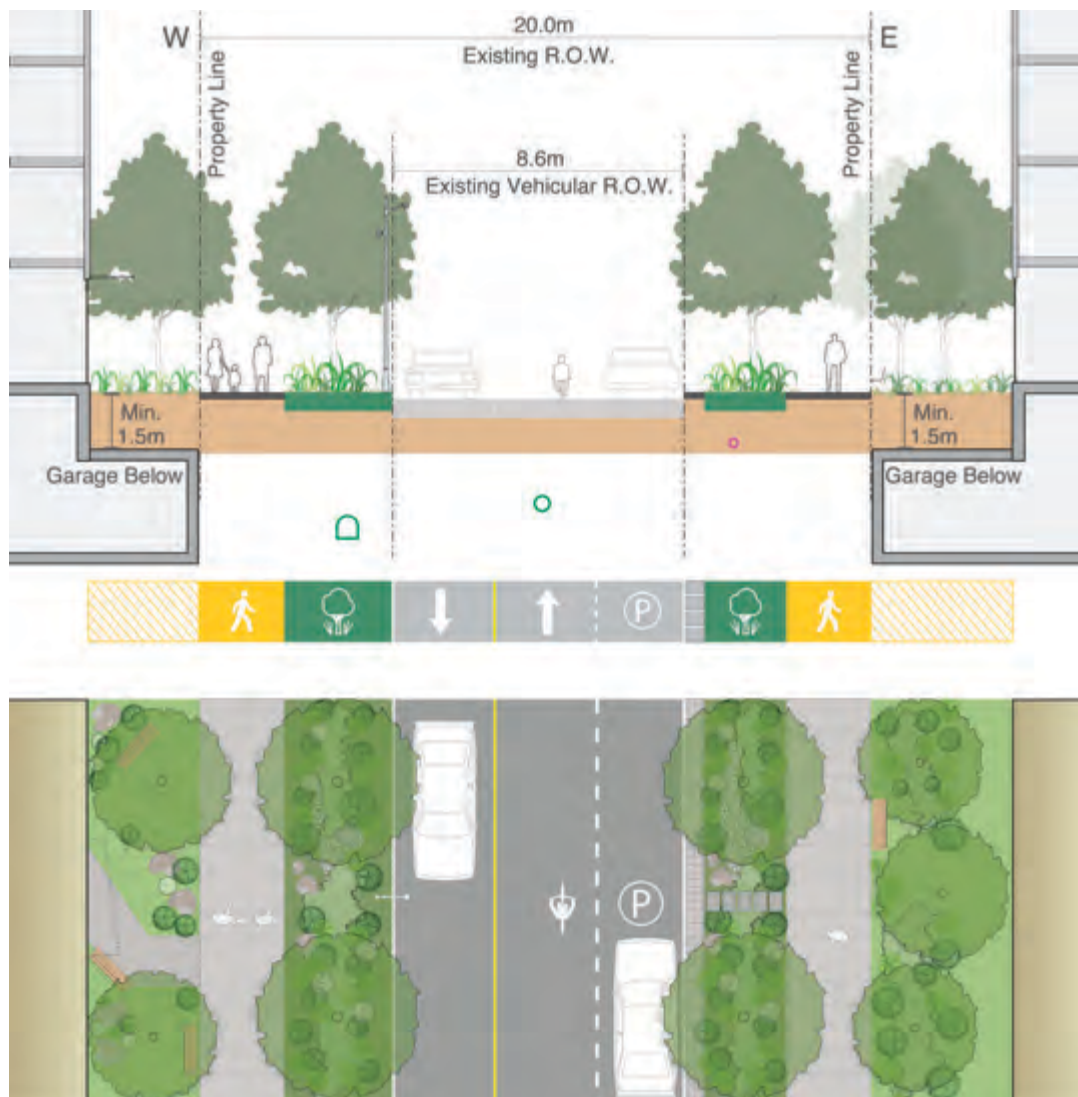 W
20.0m
E
Existing R.O.W.
Property Line
Property Line
8.6m
Existing Vehicular R.O.W.
Min.
1.5m
Min.
1.5m
Garage Below
Garage Below
P
P